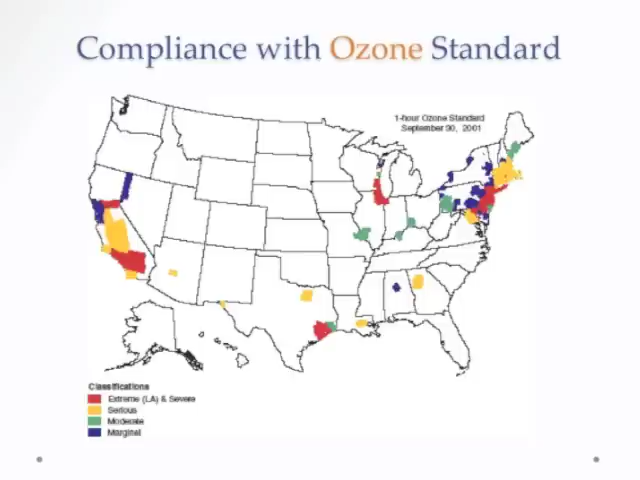 Compliance with Ozone Standard
1-hour Ozone Standard
September 30, 2001
Classifications
Extreme (LA) & Severe
Serious
Moderate
Marginal